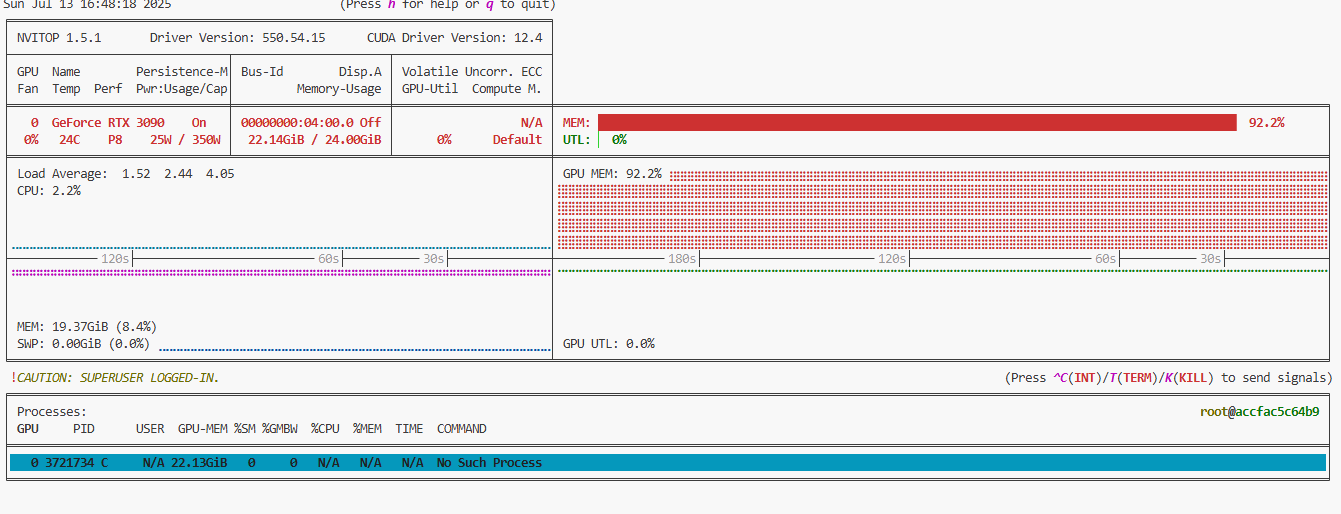 Sun Jul 13 16:48:18 2025 (Press h for help or q to quit)
NVITOP 1.5.1 Driver Version: 550.54.15 CUDA Driver Version: 12.4
GPU Name Persistence-M Bus-Id Disp.A Volatile Uncorr. ECC
Fan Temp Perf Pwr:Usage/Cap Memory-Usage GPU-Util Compute M.
0 GeForce RTX 3090 On 00000000:04:00.0 Off N/A MEM: 92.2%
0% 24C P8 25W / 350W 22.14GiB / 24.00GiB 0% Default UTL: 0%
Load Average: 1.52 2.44 4.05 GPU MEM: 92.2%
CPU: 2.2%
120s 60s 30s 180s 120s 60s 30s
MEM: 19.37GiB (8.4%)
SWP: 0.00GiB (0.0%) GPU UTL: 0.0%
!CAUTION: SUPERUSER LOGGED-IN. (Press ^C(INT)/T(TERM)/K(KILL) to send signals)
Processes: root@accfac5c64b9
GPU PID USER GPU-MEM %SM %GMBW %CPU %MEM TIME COMMAND
0 3721734 C N/A 22.13GiB 0 0 N/A N/A N/A No Such Process